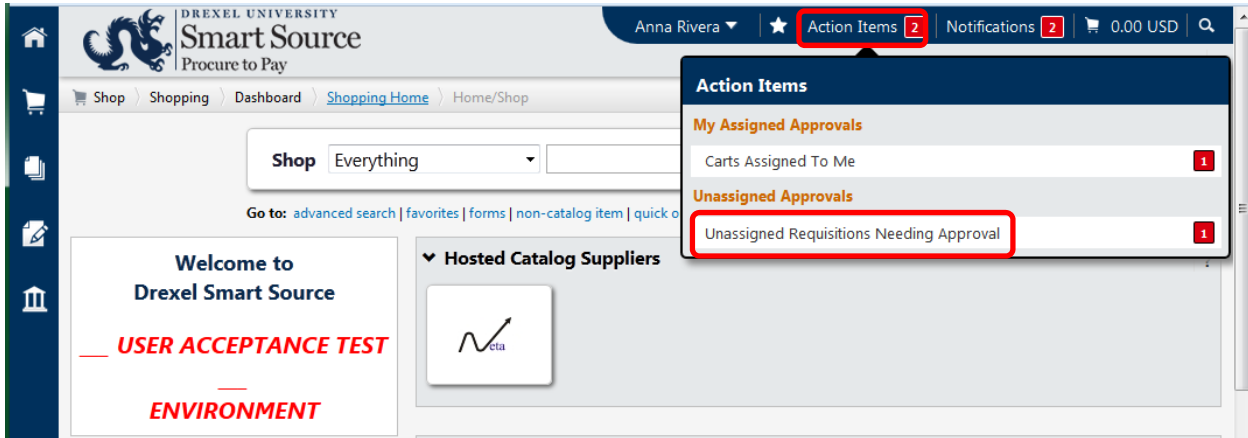 DREXEL UNIVERSITY
Smart Source
Procure to Pay
Anna Rivera
Action Items 2
Notifications 2
0.00 USD
Shop Shopping Dashboard Shopping Home Home/Shop
Action Items
My Assigned Approvals
Carts Assigned To Me 1
Unassigned Approvals
Unassigned Requisitions Needing Approval 1
Shop Everything
Go to: advanced search | favorites | forms | non-catalog item | quick o
Welcome to
Drexel Smart Source
__ USER ACCEPTANCE TEST
__
ENVIRONMENT
Hosted Catalog Suppliers
Neta